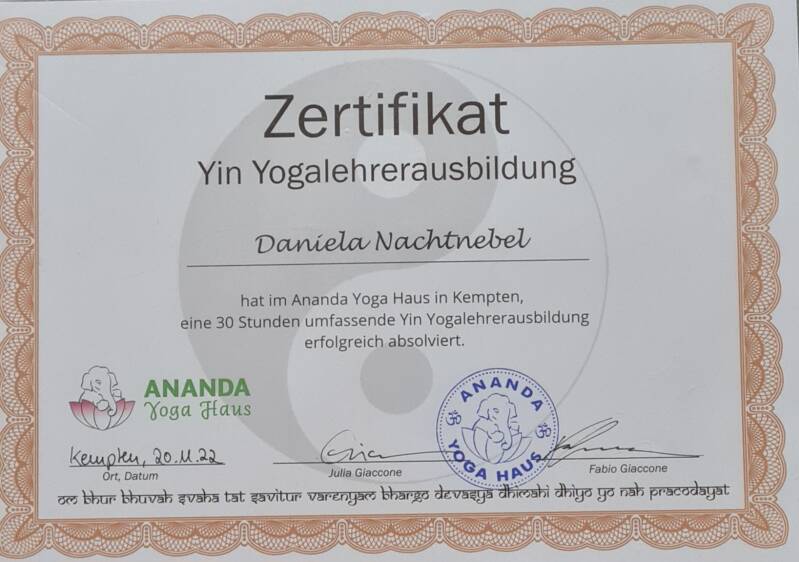 Zertifikat
Yin Yogalehrerausbildung
Daniela Nachtnebel
hat im Ananda Yoga Haus in Kempten,
eine 30 Stunden umfassende Yin Yogalehrerausbildung
erfolgreich absolviert.
ANANDA
Yoga Haus
ANANDA
ॐ ॐ
YOGA HAUS
Kempten, 20.11.22
Ort, Datum
Julia Giaccone
Fabio Giaccone
om bhur bhuvah svaha tat savitur varenyam bhargo devasya dhimahi dhiyo yo nah pracodayat